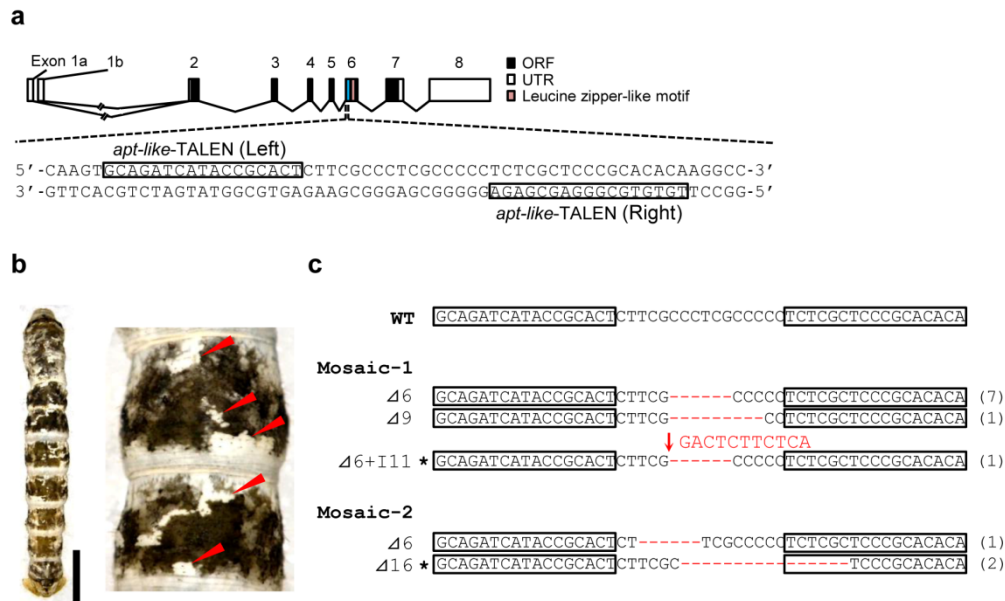 a
Exon 1a 1b 2 3 4 5 6 7 8
ORF
UTR
Leucine zipper-like motif
apt-like-TALEN (Left)
5’-CAAGTGCAGATCATACCGCACTCTTCGCCCTCGCCCCCTCTCGCTCCCGCACACAAGGCC-3’
3’-GTTCACGTCTAGTATGGCGTGAGAAGCGGGAGCGGGGGAGAGCGAGGGCGTGTGTTCCGG-5’
apt-like-TALEN (Right)
b
c
WT GCAGATCATACCGCACTCTTCGCCCTCGCCCCCTCTCGCTCCCGCACACA
Mosaic-1
⊿6 GCAGATCATACCGCACTCTTCG------CCCCCTCTCGCTCCCGCACACA (7)
⊿9 GCAGATCATACCGCACTCTTCG---------CCTCTCGCTCCCGCACACA (1)
↓ GACTCTTCTCA
⊿6+I11 * GCAGATCATACCGCACTCTTCG------CCCCCTCTCGCTCCCGCACACA (1)
Mosaic-2
⊿6 GCAGATCATACCGCACTCT------TCGCCCCCTCTCGCTCCCGCACACA (1)
⊿16 * GCAGATCATACCGCACTCTTCGC----------------TCCCGCACACA (2)